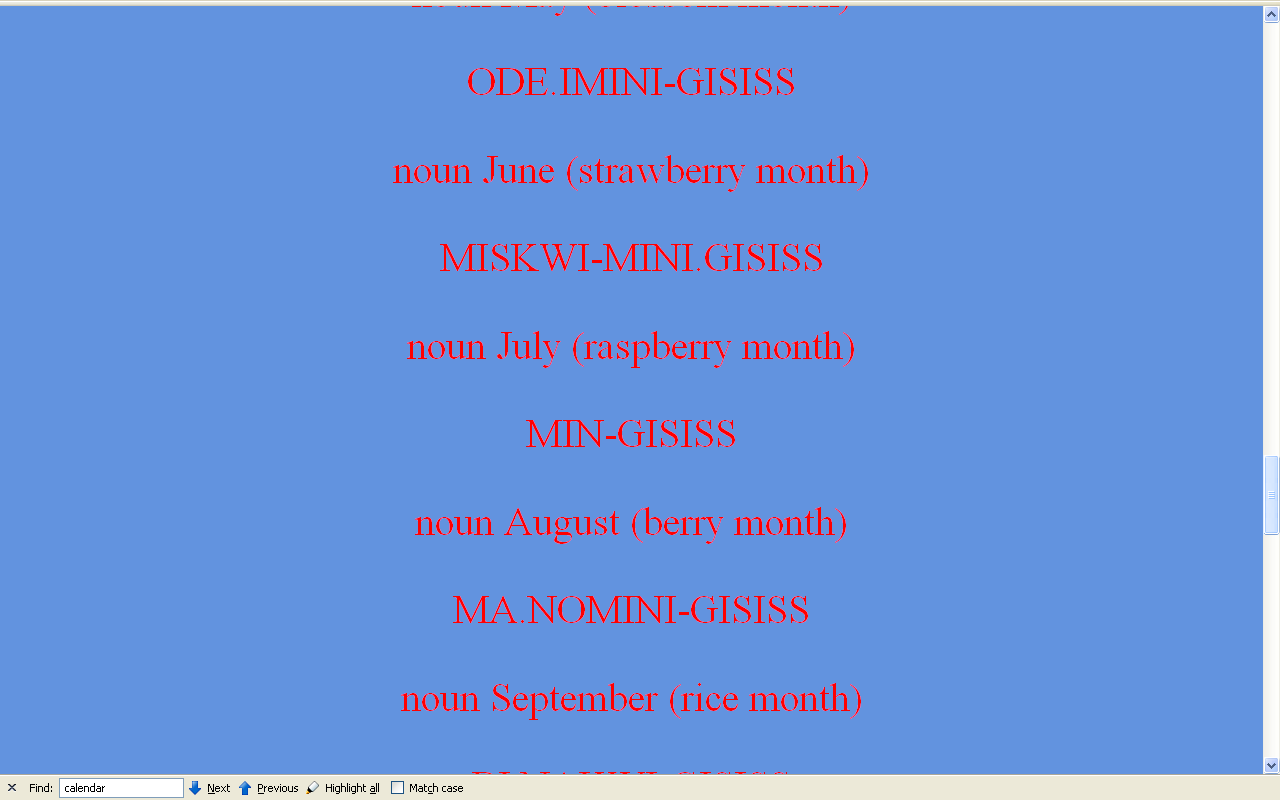 ODE.IMINI-GISISS
noun June (strawberry month)
MISKWI-MINI.GISISS
noun July (raspberry month)
MIN-GISISS
noun August (berry month)
MA.NOMINI-GISISS
noun September (rice month)
Find: calendar Next Previous Highlight all Match case